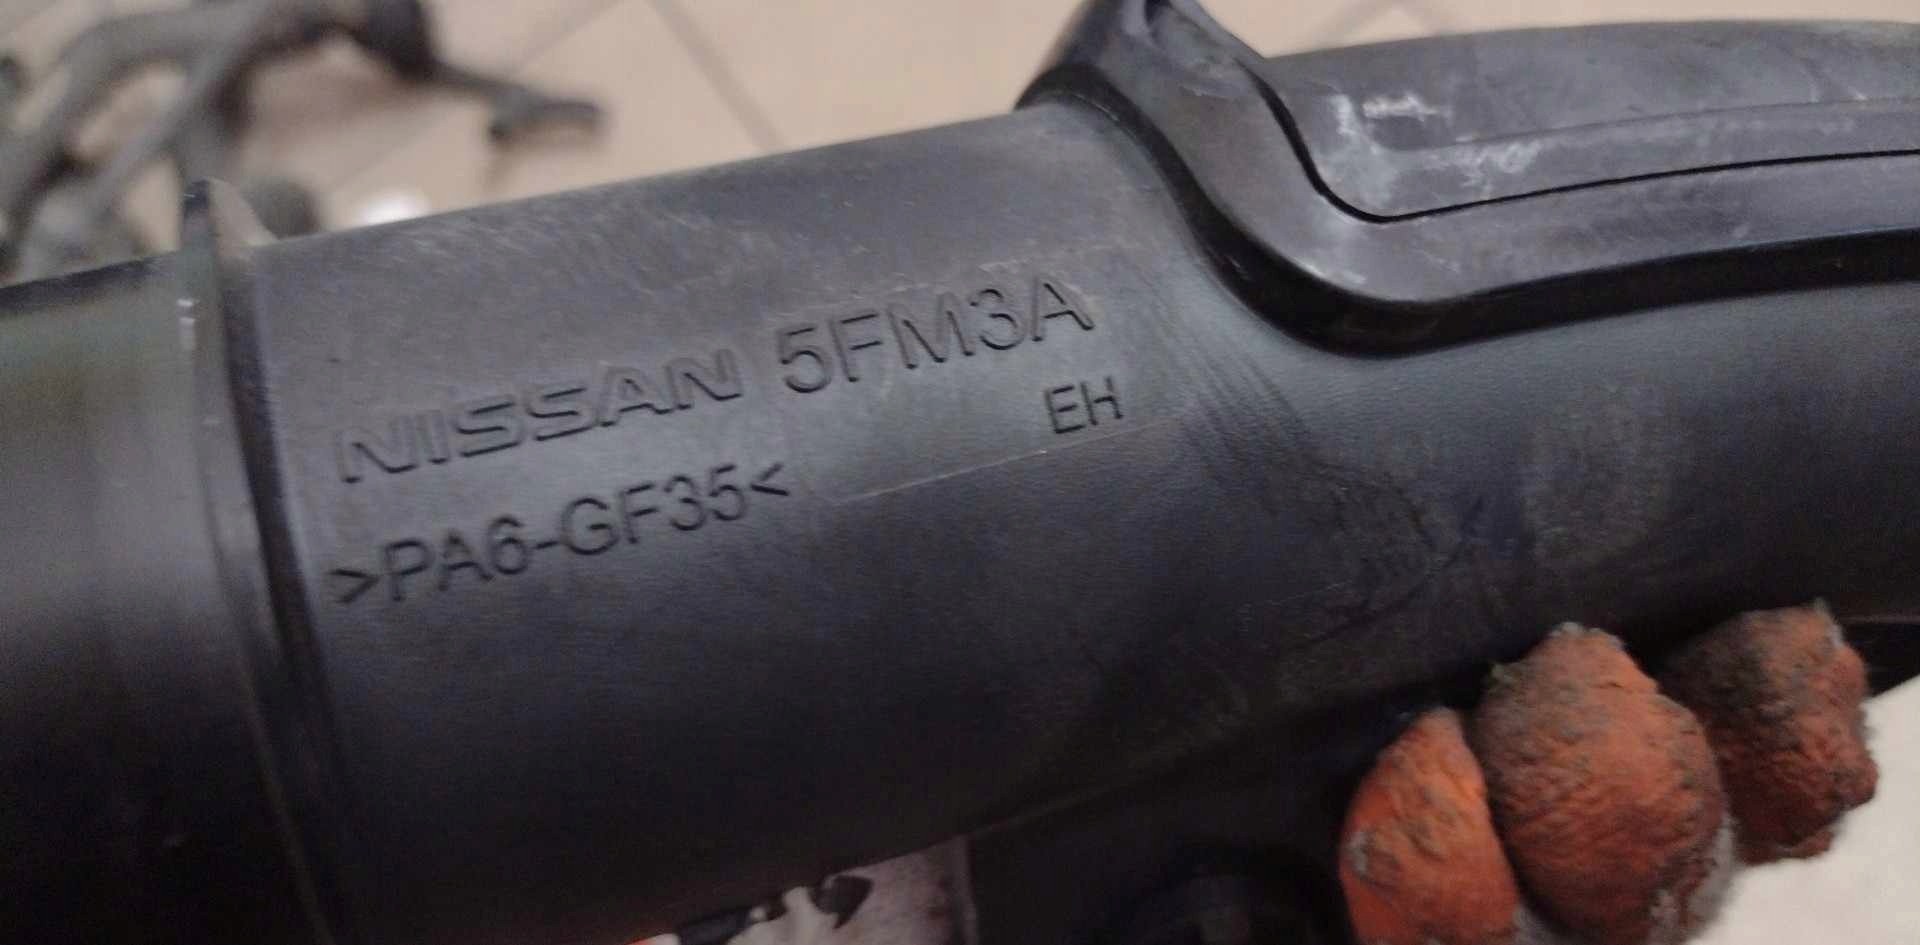 NISSAN 5FM3A
>PA6-GF35<
EH